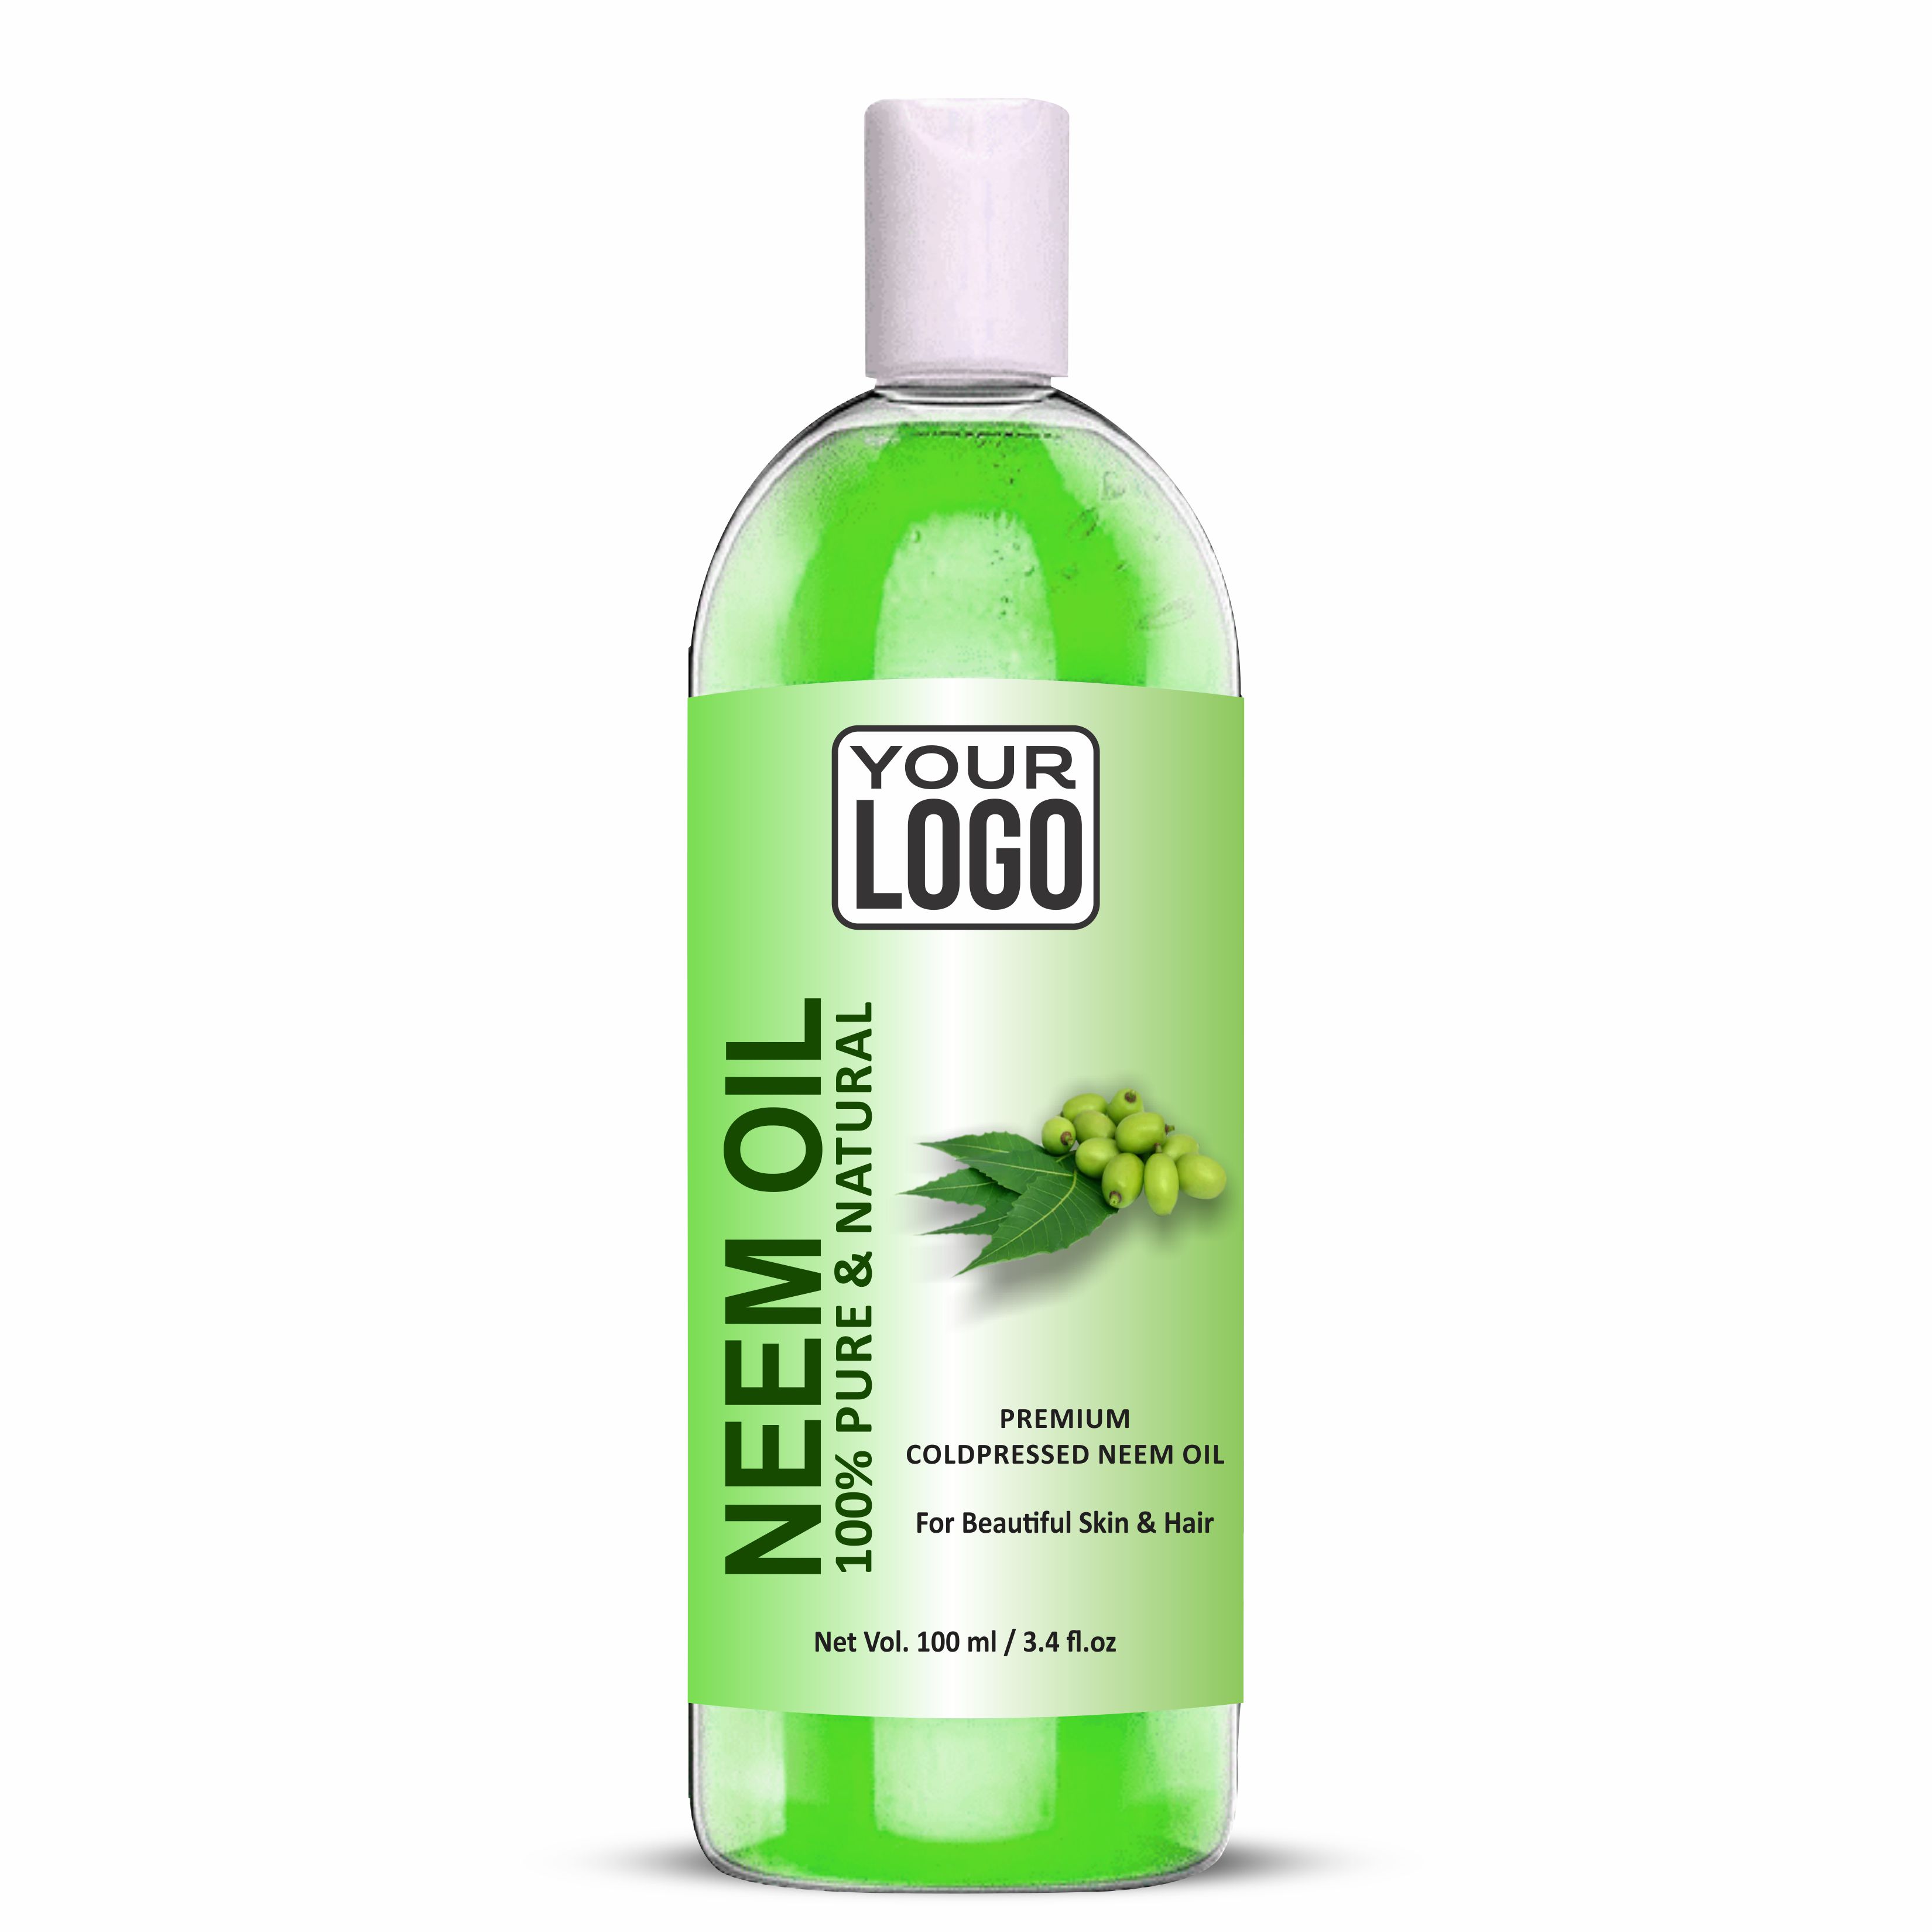 YOUR
LOGO
NEEM OIL
100% PURE & NATURAL
PREMIUM
COLDPRESSED NEEM OIL
For Beautiful Skin & Hair
Net Vol. 100 ml / 3.4 fl.oz